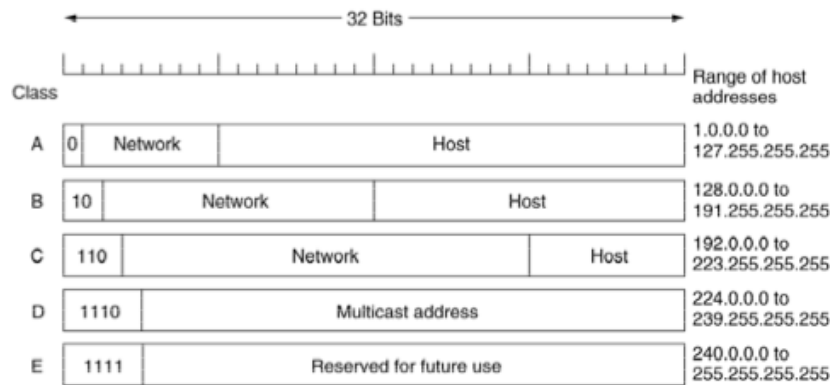 32 Bits
Range of host
addresses
Class
A 0 Network Host 1.0.0.0 to
127.255.255.255
B 10 Network Host 128.0.0.0 to
191.255.255.255
C 110 Network Host 192.0.0.0 to
223.255.255.255
D 1110 Multicast address 224.0.0.0 to
239.255.255.255
E 1111 Reserved for future use 240.0.0.0 to
255.255.255.255